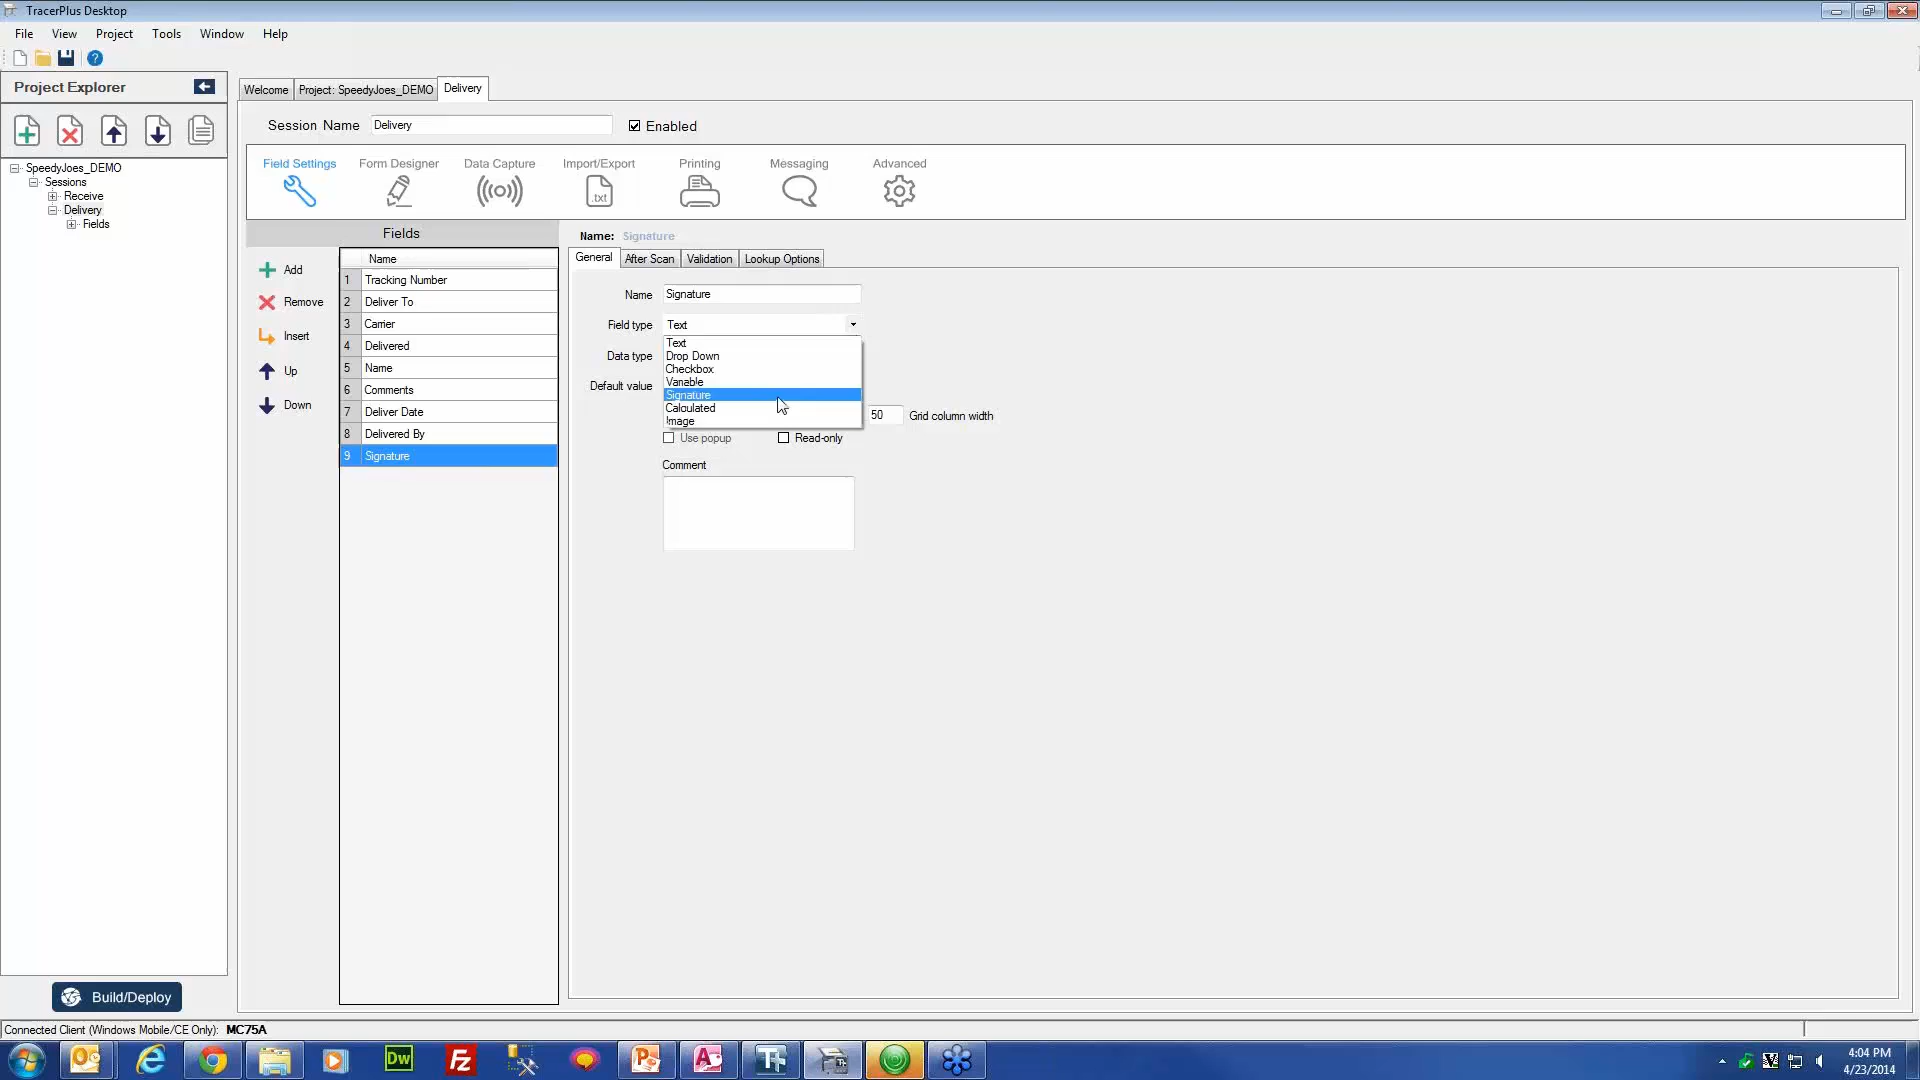 TracerPlus Desktop
File View Project Tools Window Help
Project Explorer
Welcome Project: SpeedyJoes_DEMO Delivery
Session Name Delivery Enabled
Field Settings Form Designer Data Capture Import/Export Printing Messaging Advanced
.txt
SpeedyJoes_DEMO
Sessions
Receive
Delivery
Fields
Fields
Add
Remove
Insert
Up
Down
Name
1 Tracking Number
2 Deliver To
3 Carrier
4 Delivered
5 Name
6 Comments
7 Deliver Date
8 Delivered By
9 Signature
Name: Signature
General After Scan Validation Lookup Options
Name Signature
Field type Text
Text
Drop Down
Checkbox
Variable
Signature
Calculated
Image
Data type
Default value
50 Grid column width
Use popup Read-only
Comment
Build/Deploy
Connected Client (Windows Mobile/CE Only): MC75A
Dw
4:04 PM
4/23/2014